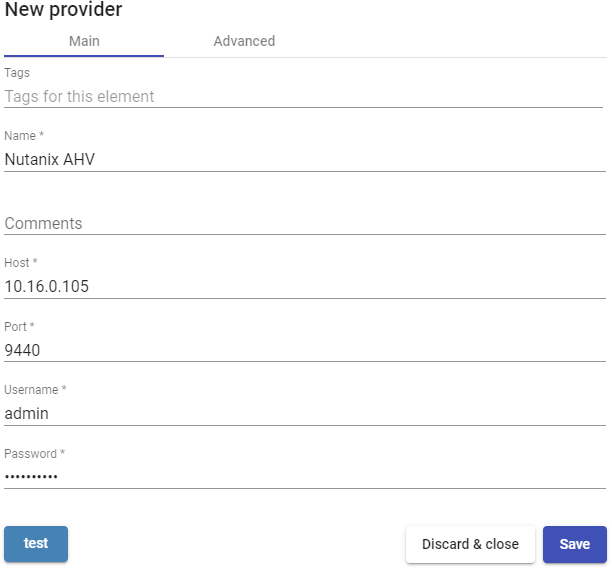 New provider
Main Advanced
Tags
Tags for this element
Name *
Nutanix AHV
Comments
Host *
10.16.0.105
Port *
9440
Username *
admin
Password *
••••••••••
test Discard & close Save